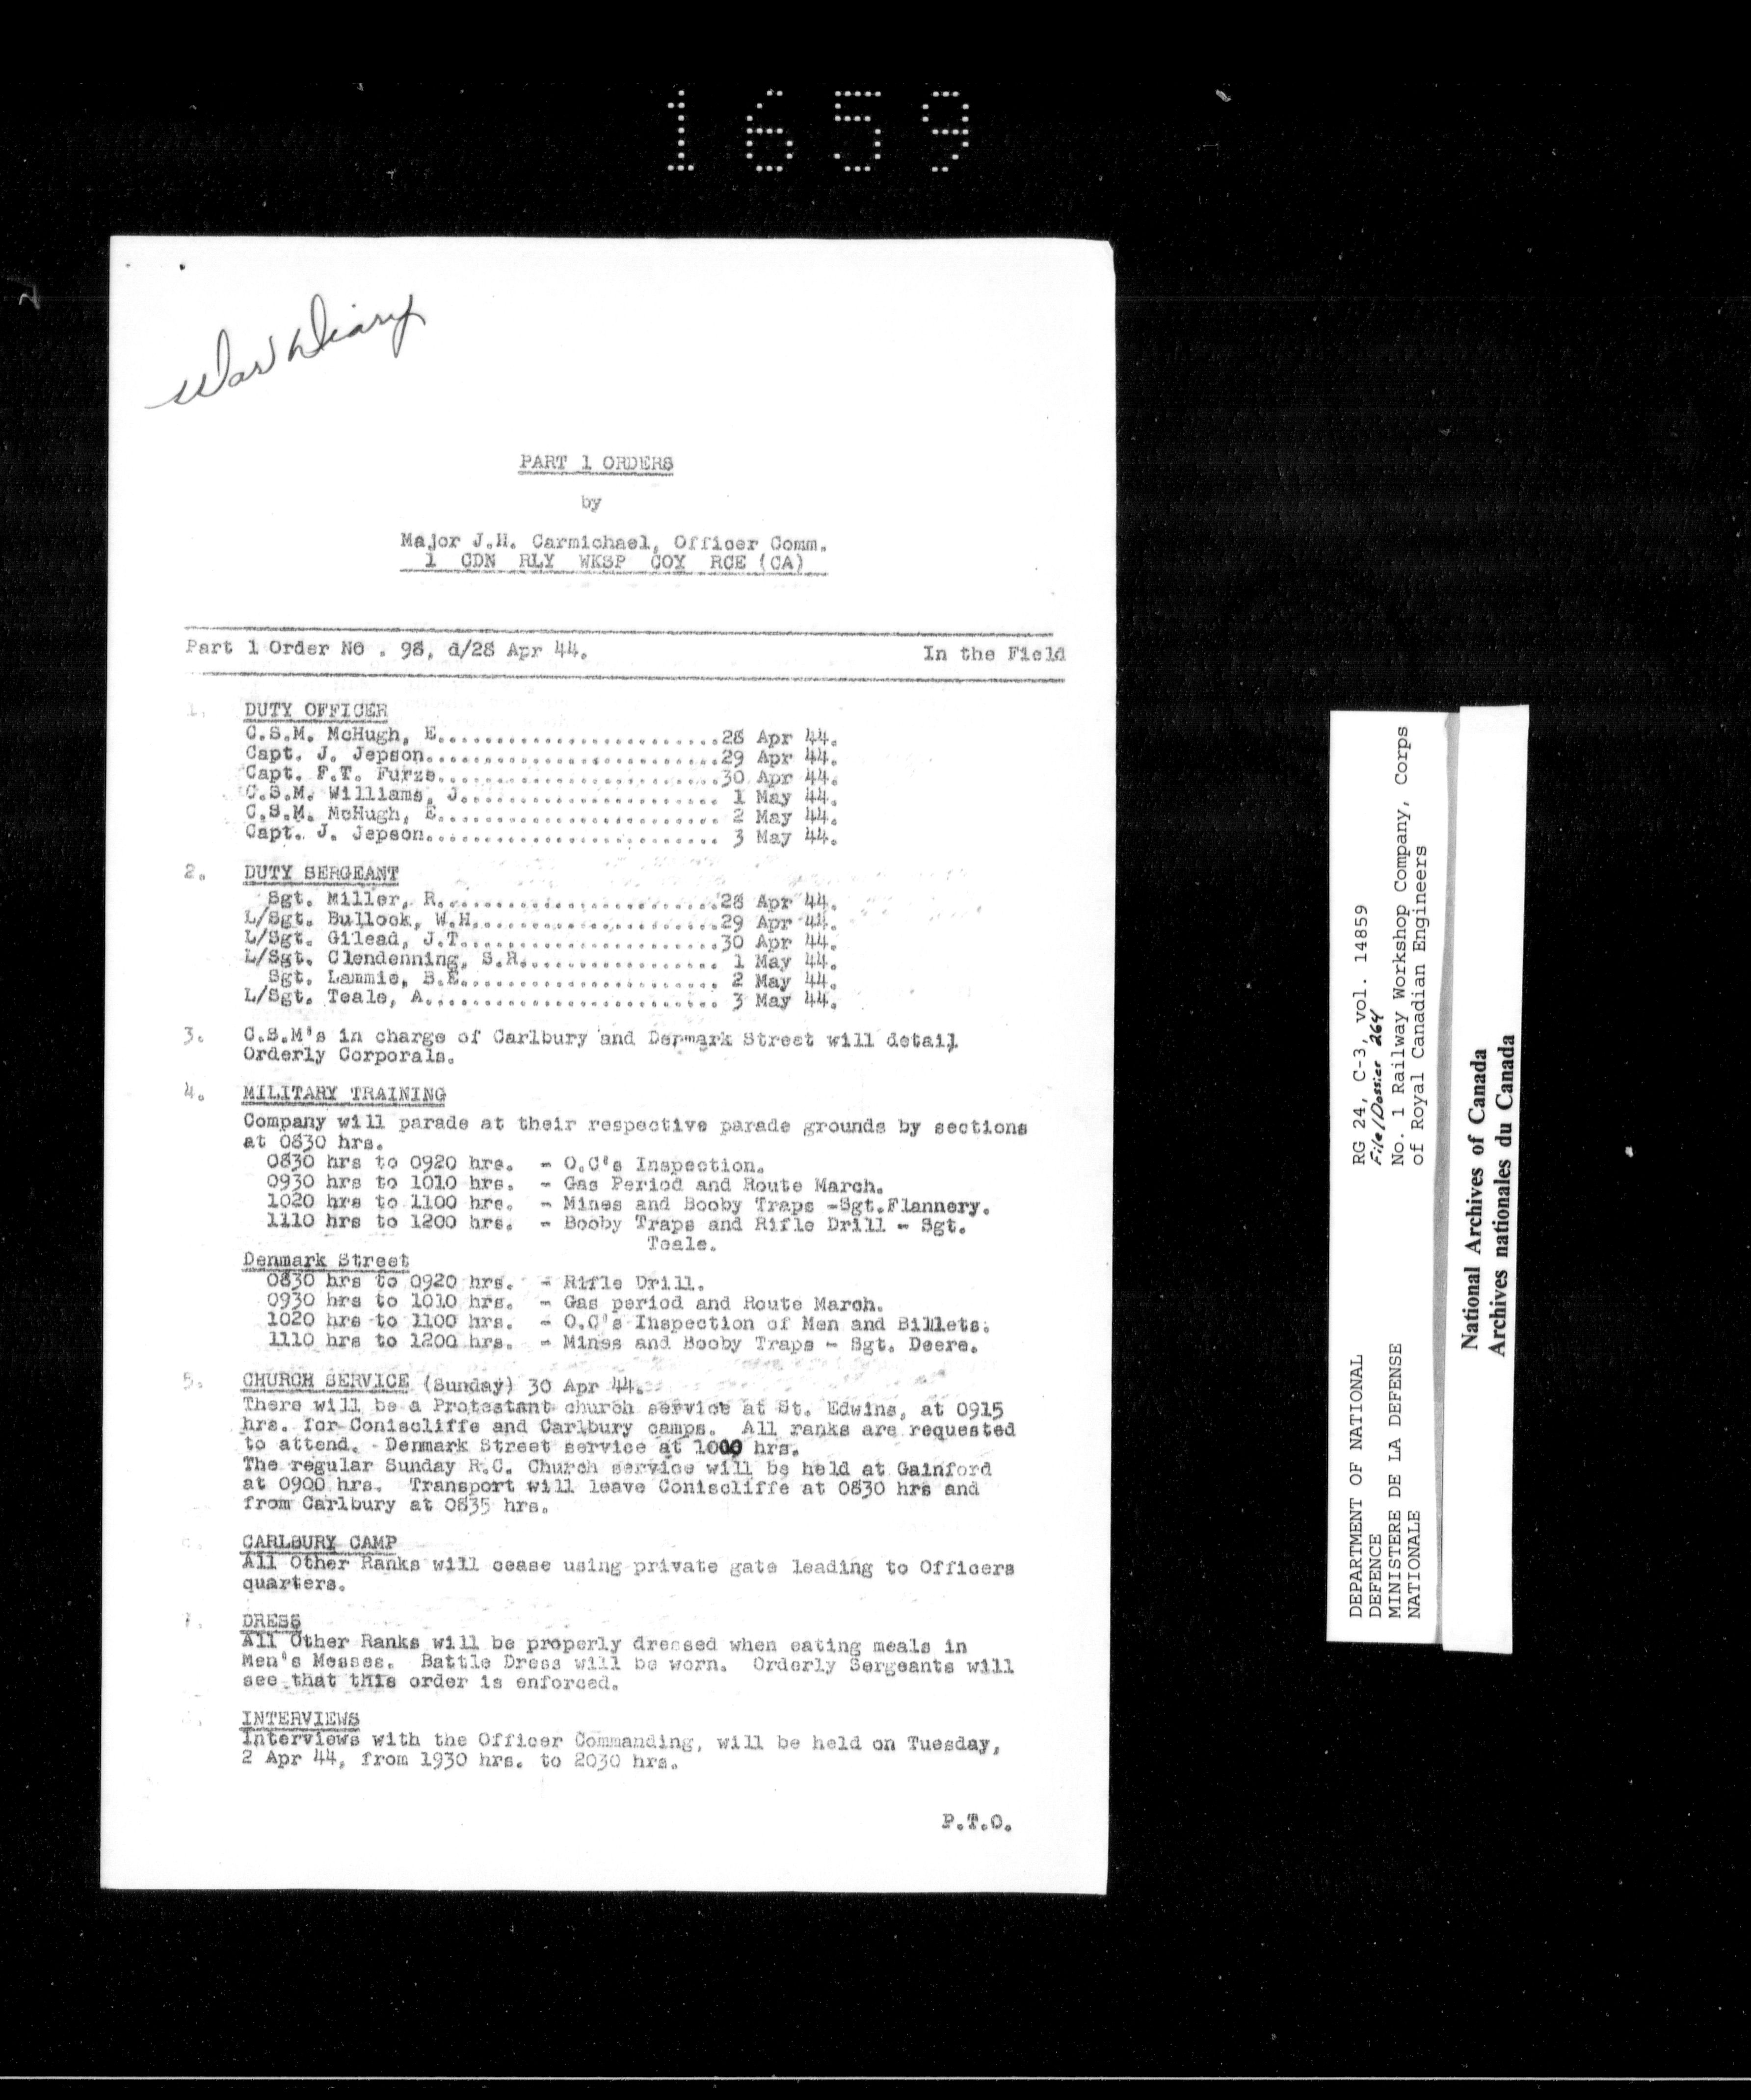 1659
War Diary
PART 1 ORDERS
by
Major J.H. Carmichael, Officer Comm.
1 CDN RLY WKSP COY RCE (CA)
Part 1 Order No . 98, d/28 Apr 44. In the Field
1. DUTY OFFICER
C.S.M. McHugh, E........................28 Apr 44.
Capt. J. Jepson.........................29 Apr 44.
Capt. F.T. Furze........................30 Apr 44.
C.S.M. Williams, J...................... 1 May 44.
C.S.M. McHugh, E........................ 2 May 44.
Capt. J. Jepson......................... 3 May 44.
2. DUTY SERGEANT
Sgt. Miller, R........................28 Apr 44.
L/Sgt. Bullock, W.H.....................29 Apr 44.
L/Sgt. Gilead, J.T......................30 Apr 44.
L/Sgt. Clendenning, S.R................. 1 May 44.
Sgt. Lammie, B.E...................... 2 May 44.
L/Sgt. Teale, A......................... 3 May 44.
3. C.S.M's in charge of Carlbury and Denmark Street will detail
Orderly Corporals.
4. MILITARY TRAINING
Company will parade at their respective parade grounds by sections
at 0830 hrs.
0830 hrs to 0920 hrs. - O.C's Inspection.
0930 hrs to 1010 hrs. - Gas Period and Route March.
1020 hrs to 1100 hrs. - Mines and Booby Traps -Sgt.Flannery.
1110 hrs to 1200 hrs. - Booby Traps and Rifle Drill - Sgt.
Teale.
Denmark Street
0830 hrs to 0920 hrs. - Rifle Drill.
0930 hrs to 1010 hrs. - Gas period and Route March.
1020 hrs to 1100 hrs. - O.C's Inspection of Men and Billets.
1110 hrs to 1200 hrs. - Mines and Booby Traps - Sgt. Deere.
5. CHURCH SERVICE (Sunday) 30 Apr 44.
There will be a Protestant church service at St. Edwins, at 0915
hrs. for Coniscliffe and Carlbury camps. All ranks are requested
to attend. Denmark Street service at 1000 hrs.
The regular Sunday R.C. Church service will be held at Gainford
at 0900 hrs. Transport will leave Coniscliffe at 0830 hrs and
from Carlbury at 0835 hrs.
CARLBURY CAMP
All Other Ranks will cease using private gate leading to Officers
quarters.
7. DRESS
All Other Ranks will be properly dressed when eating meals in
Men's Messes. Battle Dress will be worn. Orderly Sergeants will
see that this order is enforced.
INTERVIEWS
Interviews with the Officer Commanding, will be held on Tuesday,
2 Apr 44, from 1930 hrs. to 2030 hrs.
P.T.O.
DEPARTMENT OF NATIONAL
DEFENCE
MINISTERE DE LA DEFENSE
NATIONALE
RG 24, C-3, vol. 14859
File/Dossier 264
No. 1 Railway Workshop Company, Corps
of Royal Canadian Engineers
National Archives of Canada
Archives nationales du Canada